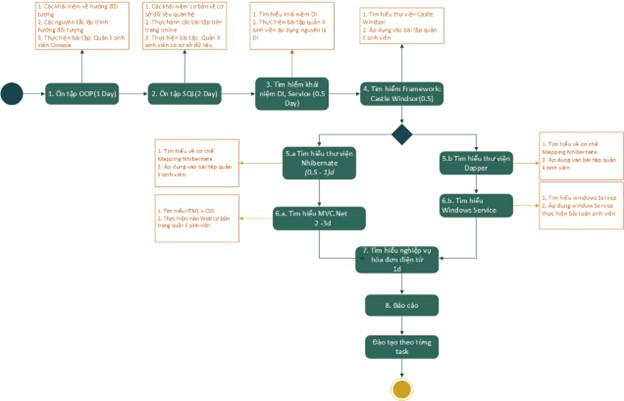 1. Các khái niệm về hướng đối
tượng
2. Các nguyên tắc lập trình
hướng đối tượng
3. Thực hiện bài tập: Quản lí sinh
viên Console
1. Các khái niệm cơ bản về cơ
sở dữ liệu quan hệ
2. Thực hành các bài tập trên
trang online
3. Thực hiện bài tập: Quản lí
sinh viên có cơ sở dữ liệu
1. Tìm hiểu khái niệm DI
2. Thực hiện bài tập quản lí
sinh viên áp dụng nguyên lý
DI
1. Tìm hiểu thư viện Castle
Windsor
2. Áp dụng vào bài tập quản
lí sinh viên
1. Ôn tập OOP(1 Day)
2. Ôn tập SQL(2 Day)
3. Tìm hiểm khái
niệm DI, Service (0.5
Day)
4. Tìm hiểm Framework:
Castle Windsor(0.5)
1. Tìm hiểu về cơ chế
Mapping Nhibernate
2. Áp dụng vào bài tập quản
lí sinh viên
5.a Tìm hiểu thư viện
Nhibernate
(0.5 - 1)d
5.b Tìm hiểu thư viện
Dapper
1. Tìm hiểu về cơ chế
Mapping Nhibernate
2. Áp dụng vào bài tập quản
lí sinh viên
1. Tìm hiểu HTML + CSS
2. Thực hiện Web cơ bản
trang quản lí sinh viên
6.a. Tìm hiểu MVC.Net
2 -3d
6.b. Tìm hiểu
Windows Service
1. Tìm hiểu windows Service
2. Áp dụng window Service
thực hiện bài toán sinh viên
7. Tìm hiểu nghiệp vụ
hóa đơn điện tử
1d
8. Báo cáo
Đào tạo theo từng
task